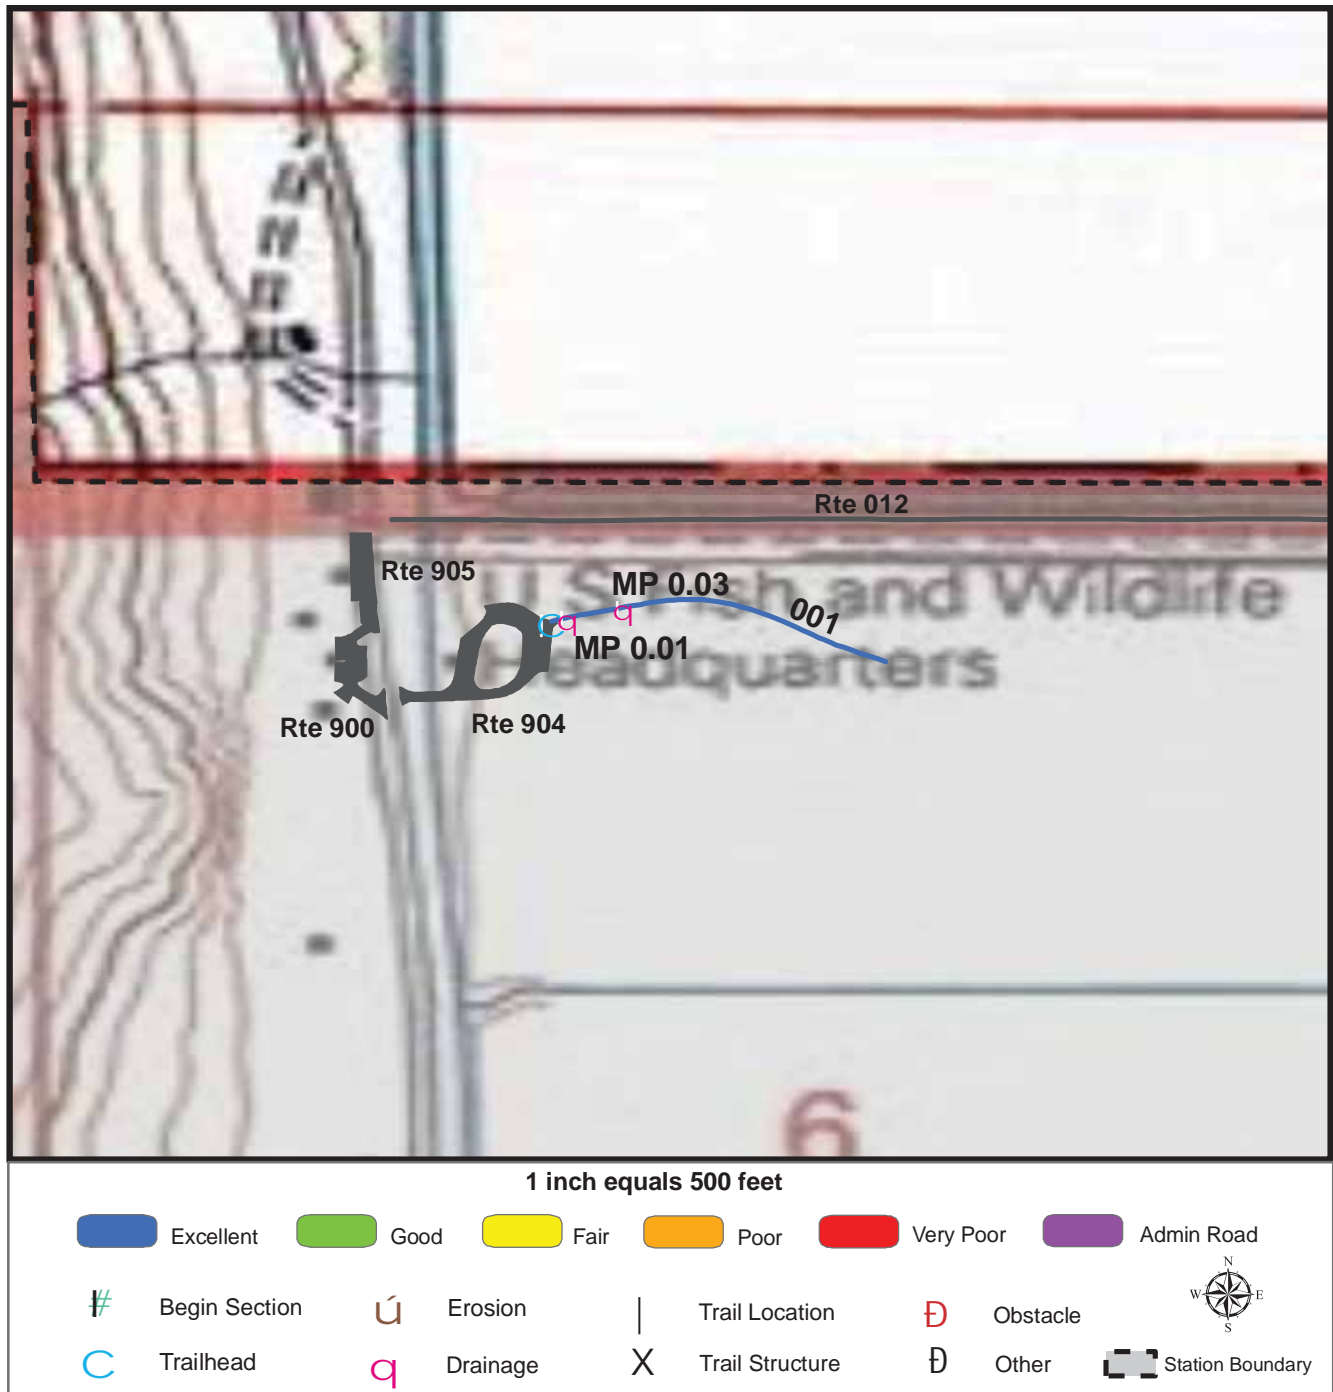 Rte 012
Rte 905
U S Fish and Wildlife
MP 0.03
001
MP 0.01
Headquarters
Rte 900
Rte 904
6
1 inch equals 500 feet
Excellent
Good
Fair
Poor
Very Poor
Admin Road
# Begin Section
ú Erosion
| Trail Location
Đ Obstacle
N
W E
S
C Trailhead
q Drainage
X Trail Structure
Đ Other
Station Boundary